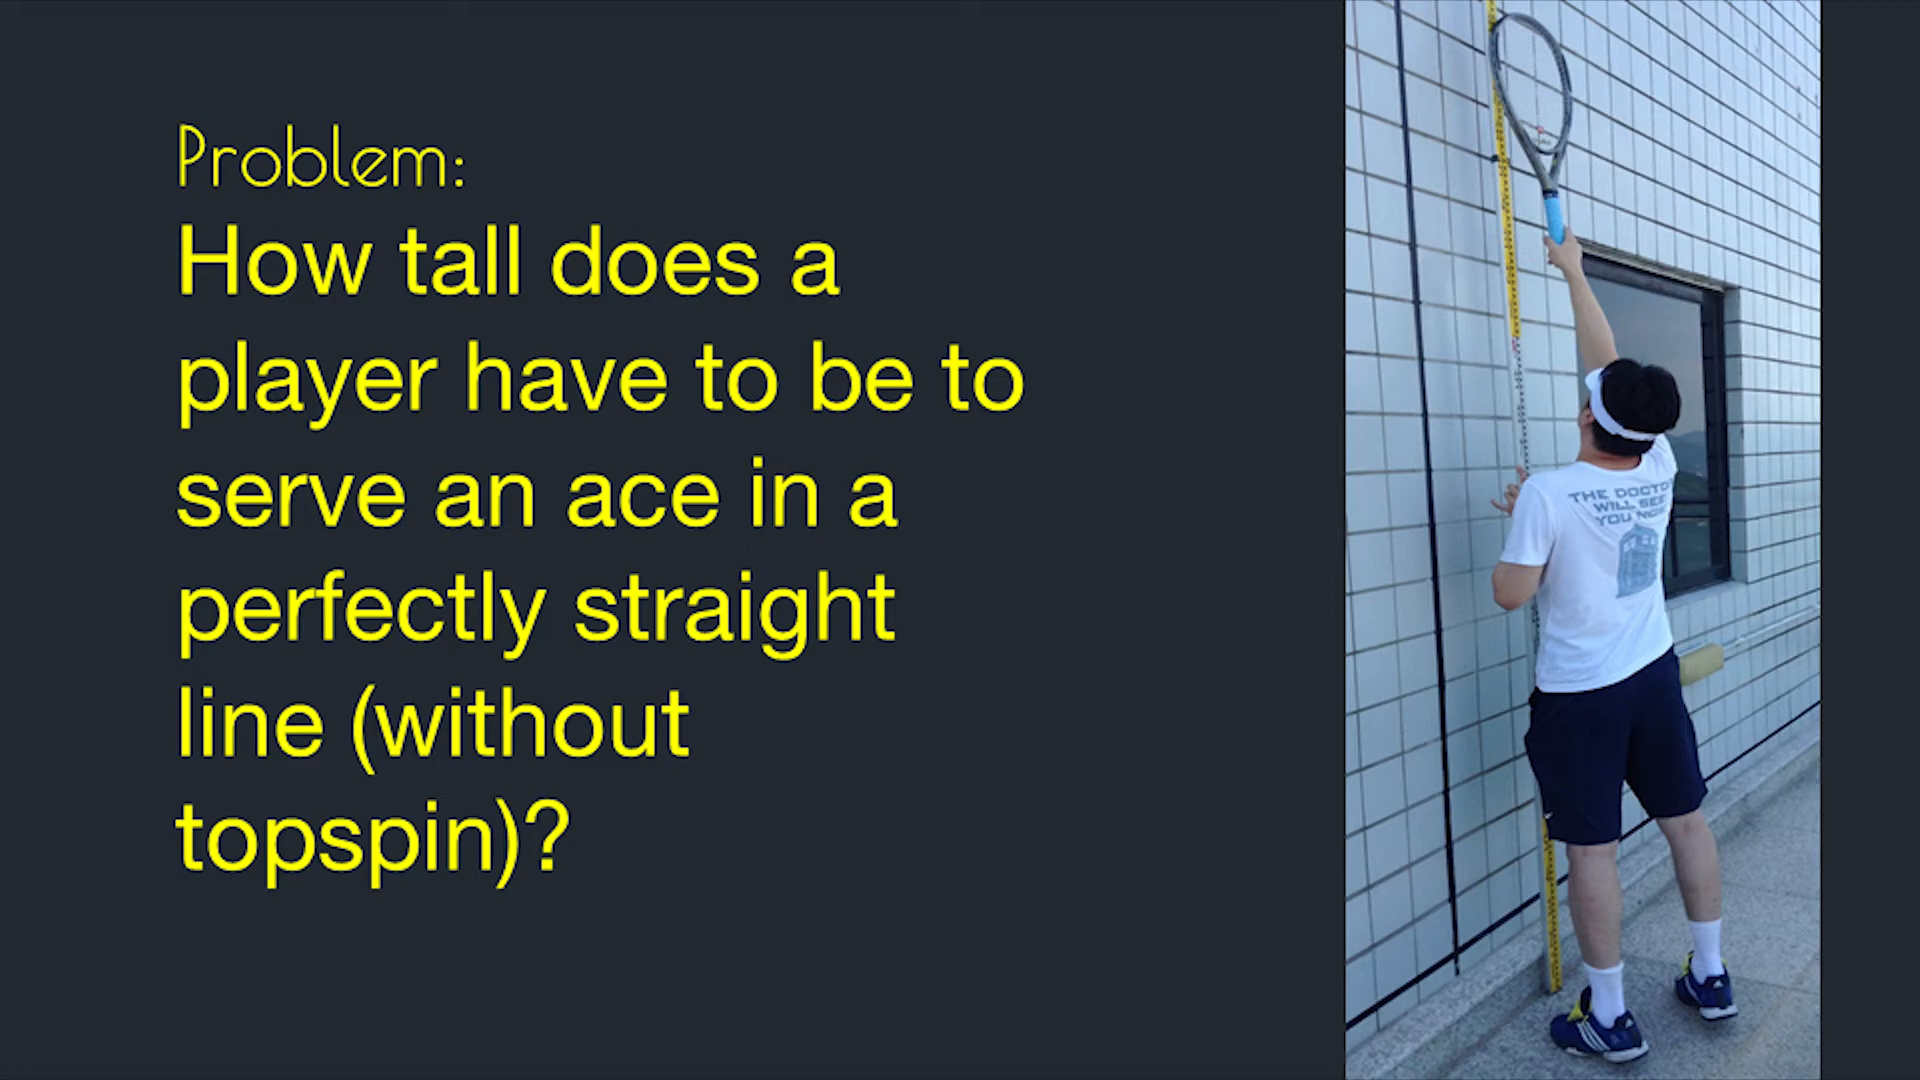 Problem:
How tall does a
player have to be to
serve an ace in a
perfectly straight
line (without
topspin)?
THE DOCTOR
WILL SEE
YOU NOW